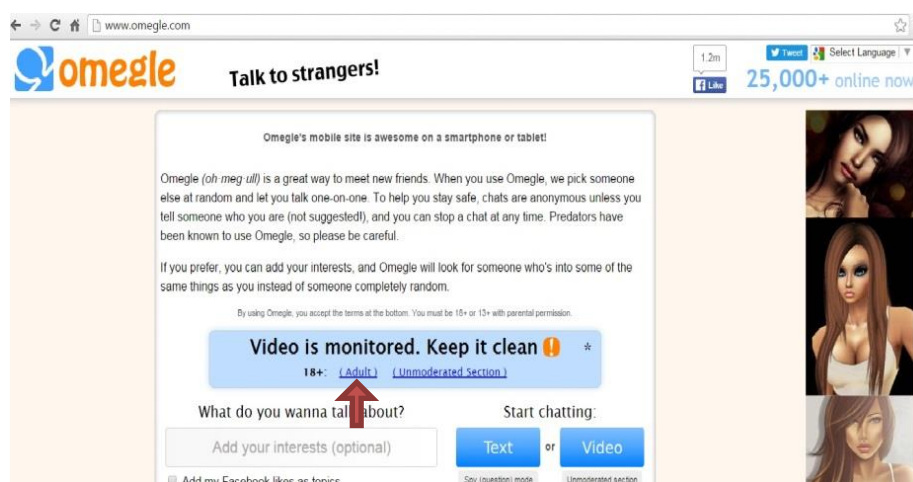 www.omegle.com
omegle
Talk to strangers!
1.2m
Like
Tweet
Select Language
25,000+ online now
Omegle's mobile site is awesome on a smartphone or tablet!
Omegle (oh·meg·ull) is a great way to meet new friends. When you use Omegle, we pick someone
else at random and let you talk one-on-one. To help you stay safe, chats are anonymous unless you
tell someone who you are (not suggested!), and you can stop a chat at any time. Predators have
been known to use Omegle, so please be careful.
If you prefer, you can add your interests, and Omegle will look for someone who's into some of the
same things as you instead of someone completely random.
By using Omegle, you accept the terms at the bottom. You must be 18+ or 13+ with parental permission.
Video is monitored. Keep it clean ! *
18+: (Adult) (Unmoderated Section)
What do you wanna talk about? Start chatting:
Add your interests (optional) Text or Video
Add my Facebook likes as topics Spy (question) mode Unmoderated section